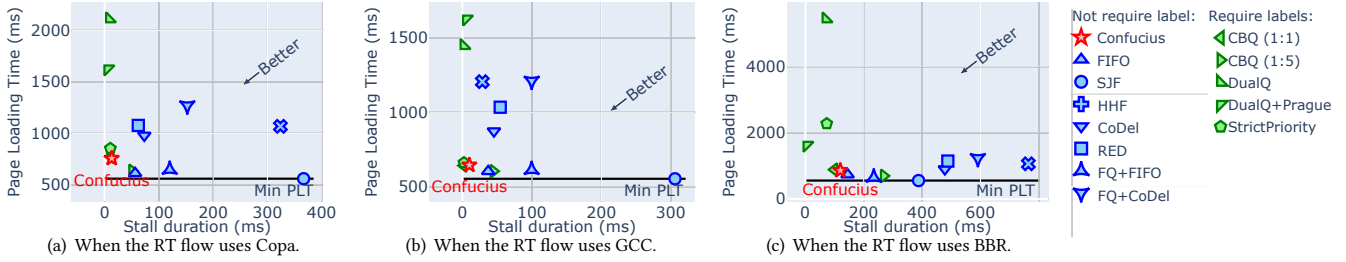 Page Loading Time (ms)
2000
1500
1000
500
Better
Confucius
Min PLT
0
100
200
300
400
Stall duration (ms)
(a) When the RT flow uses Copa.
Page Loading Time (ms)
1500
1000
500
Better
Confucius
Min PLT
0
100
200
300
Stall duration (ms)
(b) When the RT flow uses GCC.
Page Loading Time (ms)
4000
2000
0
Better
Confucius
Min PLT
0
200
400
600
Stall duration (ms)
(c) When the RT flow uses BBR.
Not require label:
Confucius
FIFO
SJF
HHF
CoDel
RED
FQ+FIFO
FQ+CoDel
Require labels:
CBQ (1:1)
CBQ (1:5)
DualQ
DualQ+Prague
StrictPriority